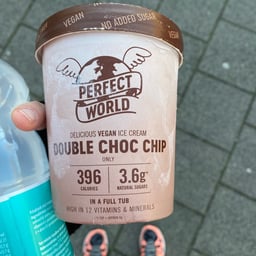 VEGAN
NO ADDED SUGAR
VEGAN
PERFECT
WORLD
DELICIOUS VEGAN ICE CREAM
DOUBLE CHOC CHIP
ONLY
396
CALORIES
3.6g
NATURAL SUGARS
IN A FULL TUB
HIGH IN 12 VITAMINS & MINERALS